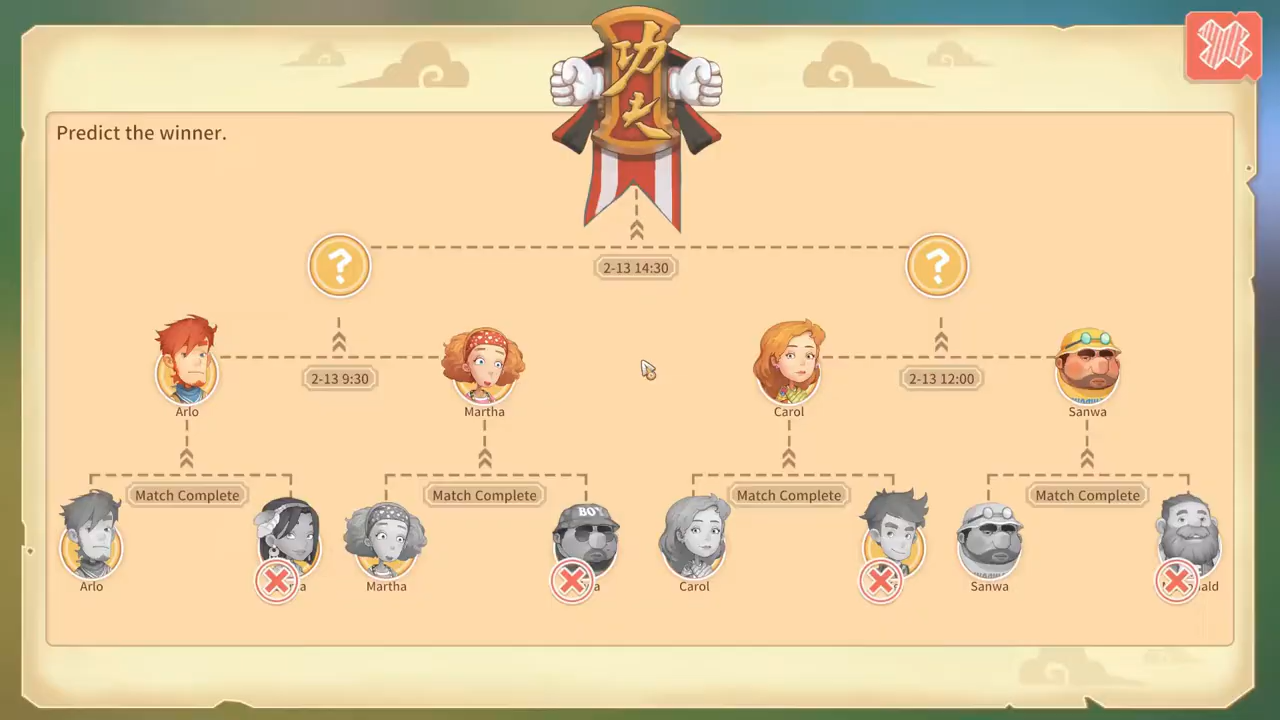 功
夫
Predict the winner.
2-13 14:30
2-13 9:30
2-13 12:00
Arlo
Martha
Carol
Sanwa
Match Complete
Match Complete
Match Complete
Match Complete
BOY
Arlo
Martha
Carol
Sanwa